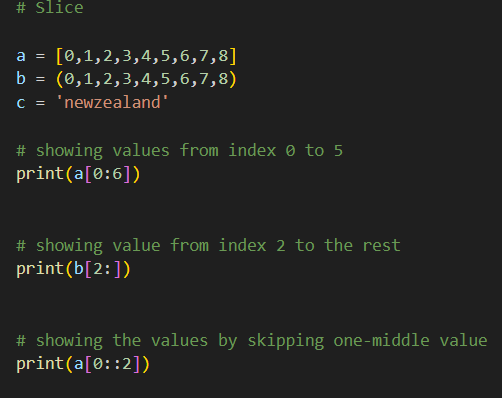 # Slice
a = [0,1,2,3,4,5,6,7,8]
b = (0,1,2,3,4,5,6,7,8)
c = 'newzealand'
# showing values from index 0 to 5
print(a[0:6])
# showing value from index 2 to the rest
print(b[2:])
# showing the values by skipping one-middle value
print(a[0::2])